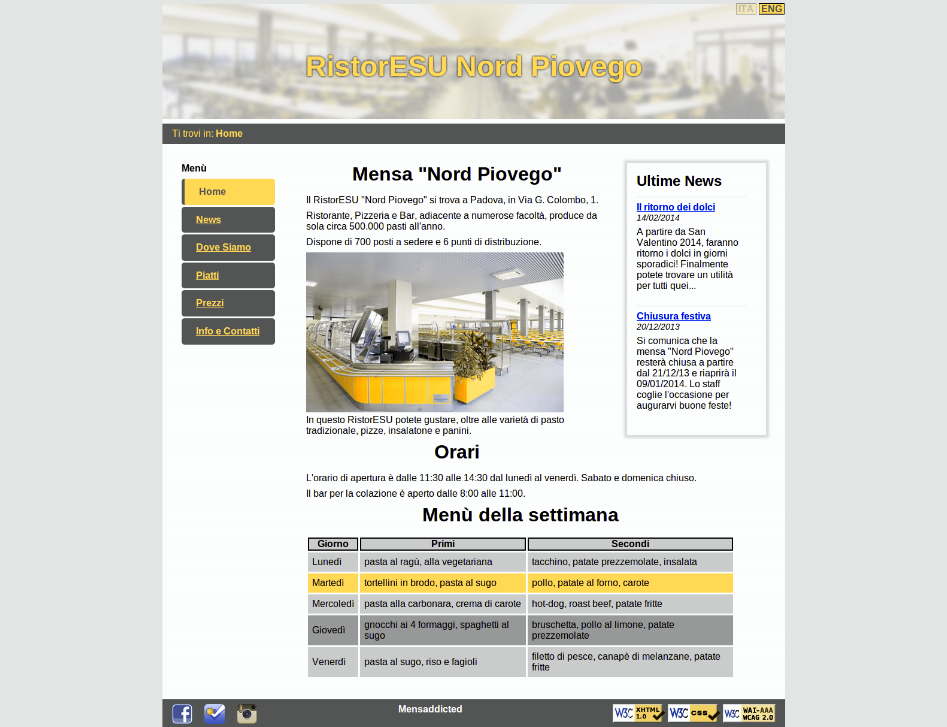 ITA ENG
RistorESU Nord Piovego
Ti trovi in: Home
Menù
Home
News
Dove Siamo
Piatti
Prezzi
Info e Contatti
Mensa "Nord Piovego"
Il RistorESU "Nord Piovego" si trova a Padova, in Via G. Colombo, 1.
Ristorante, Pizzeria e Bar, adiacente a numerose facoltà, produce da
sola circa 500.000 pasti all'anno.
Dispone di 700 posti a sedere e 6 punti di distribuzione.
In questo RistorESU potete gustare, oltre alle varietà di pasto
tradizionale, pizze, insalatone e panini.
Ultime News
Il ritorno dei dolci
14/02/2014
A partire da San
Valentino 2014, faranno
ritorno i dolci in giorni
sporadici! Finalmente
potete trovare un utilità
per tutti quei...
Chiusura festiva
20/12/2013
Si comunica che la
mensa "Nord Piovego"
resterà chiusa a partire
dal 21/12/13 e riaprirà il
09/01/2014. Lo staff
coglie l'occasione per
augurarvi buone feste!
Orari
L'orario di apertura è dalle 11:30 alle 14:30 dal lunedì al venerdì. Sabato e domenica chiuso.
Il bar per la colazione è aperto dalle 8:00 alle 11:00.
Menù della settimana
Giorno Primi Secondi
Lunedì pasta al ragù, alla vegetariana tacchino, patate prezzemolate, insalata
Martedì tortellini in brodo, pasta al sugo pollo, patate al forno, carote
Mercoledì pasta alla carbonara, crema di carote hot-dog, roast beef, patate fritte
Giovedì gnocchi ai 4 formaggi, spaghetti al
sugo bruschetta, pollo al limone, patate
prezzemolate
Venerdì pasta al sugo, riso e fagioli filetto di pesce, canapè di melanzane, patate
fritte
Mensaddicted
W3C XHTML 1.0 W3C CSS W3C WAI-AAA WCAG 2.0